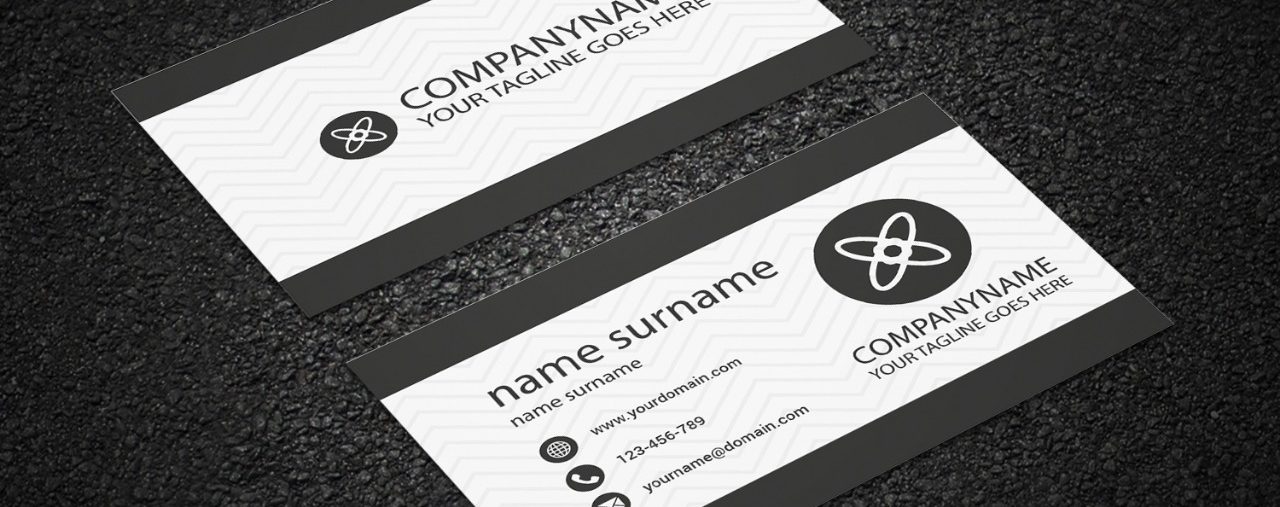 COMPANYNAM
YOUR TAGLINE GOES HERE
name surname
name surname
www.yourdomain.com
123-456-789
yourname@domain.com
COMPANYNAME
YOUR TAGLINE GOES HERE